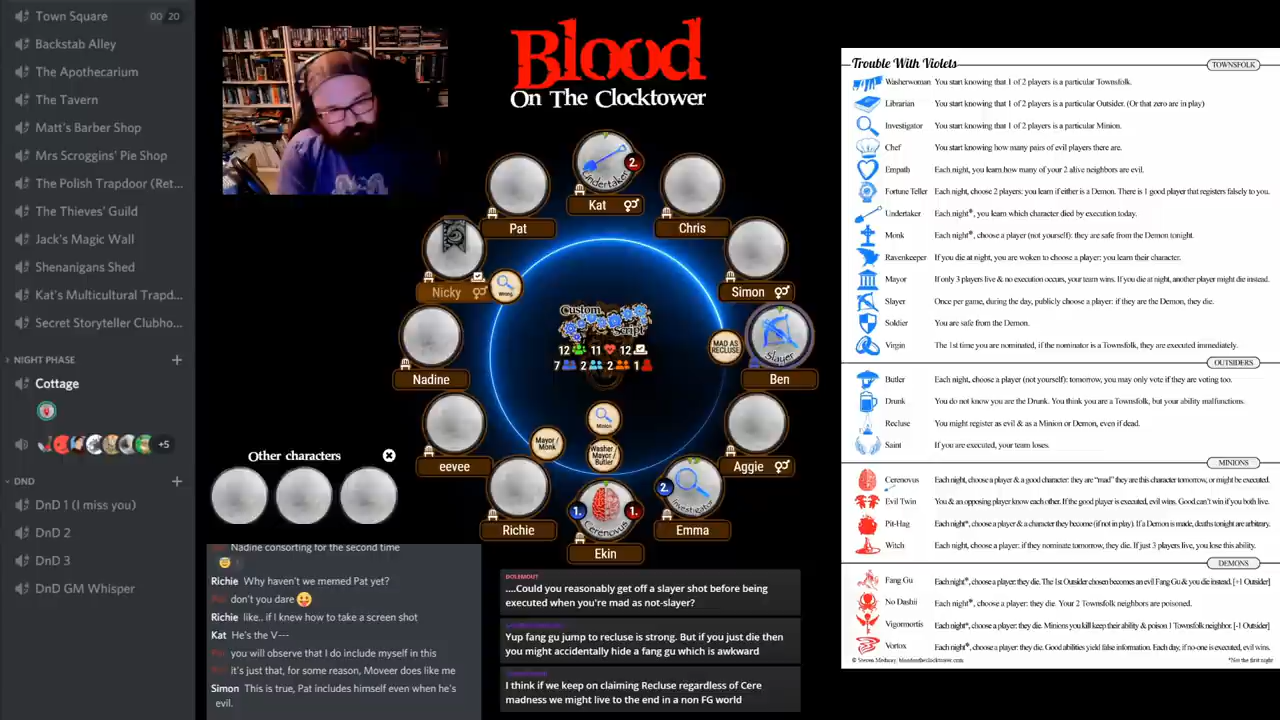 Town Square
00 20
Backstab Alley
The Apothecarium
The Tavern
Matt's Barber Shop
Mrs Scroggins' Pie Shop
The Polish Trapdoor (Ret...
The Thieves' Guild
Jack's Magic Wall
Shenanigans Shed
Multicultural Trapd...
Secret Storyteller Clubho...
NIGHT PHASE
Cottage
+5
DND
DnD 1 (I miss you)
DnD 2
DnD 3
Dnd GM Whisper
Blood
On The Clocktower
Undertaker
2.
Kat
Pat
Chris
Nicky
Wrong
Simon
Custom
Script
12 11 12
7 2 2 1
MAD AS
RECLUSE
Slayer
Nadine
Ben
Minion
Mayor /
Monk
Washer/
Mayor/
Butler
eevee
Aggie
2.
Investigator
Richie
1.
1.
Cerenovus
Emma
Ekin
Other characters
Nadine consorting for the second time
Richie Why haven't we memed Pat yet?
don't you dare
Richie like.. if I knew how to take a screen shot
Kat He's the V---
you will observe that I do include myself in this
it's just that, for some reason, Moveer does like me
Simon This is true, Pat includes himself even when he's
evil.
....Could you reasonably get off a slayer shot before being
executed when you're mad as not-slayer?
Yup fang gu jump to recluse is strong. But if you just die then
you might accidentally hide a fang gu which is awkward
I think if we keep on claiming Recluse regardless of Cere
madness we might live to the end in a non FG world
Trouble With Violets
TOWNSFOLK
Washerwoman You start knowing that 1 of 2 players is a particular Townsfolk.
Librarian You start knowing that 1 of 2 players is a particular Outsider. (Or that zero are in play)
Investigator You start knowing that 1 of 2 players is a particular Minion.
Chef You start knowing how many pairs of evil players there are.
Empath Each night, you learn how many of your 2 alive neighbors are evil.
Fortune Teller Each night, choose 2 players: you learn if either is a Demon. There is 1 good player that registers falsely to you.
Undertaker Each night*, you learn which character died by execution today.
Monk Each night*, choose a player (not yourself): they are safe from the Demon tonight.
Ravenkeeper If you die at night, you are woken to choose a player: you learn their character.
Mayor If only 3 players live & no execution occurs, your team wins. If you die at night, another player might die instead.
Slayer Once per game, during the day, publicly choose a player: if they are the Demon, they die.
Soldier You are safe from the Demon.
Virgin The 1st time you are nominated, if the nominator is a Townsfolk, they are executed immediately.
OUTSIDERS
Butler Each night, choose a player (not yourself): tomorrow, you may only vote if they are voting too.
Drunk You do not know you are the Drunk. You think you are a Townsfolk, but your ability malfunctions.
Recluse You might register as evil & as a Minion or Demon, even if dead.
Saint If you are executed, your team loses.
MINIONS
Cerenovus Each night, choose a player & a good character: they are "mad" they are this character tomorrow, or might be executed.
Evil Twin You & an opposing player know each other. If the good player is executed, evil wins. Good can't win if you both live.
Pit-Hag Each night*, choose a player & a character they become (if not in play). If a Demon is made, deaths tonight are arbitrary.
Witch Each night, choose a player: if they nominate tomorrow, they die. If just 3 players live, you lose this ability.
DEMONS
Fang Gu Each night*, choose a player: they die. The 1st Outsider chosen becomes an evil Fang Gu & you die instead. [+1 Outsider]
No Dashii Each night*, choose a player: they die. Your 2 Townsfolk neighbors are poisoned.
Vigormortis Each night*, choose a player: they die. Minions you kill keep their ability & poison 1 Townsfolk neighbor. [-1 Outsider]
Vortox Each night*, choose a player: they die. Good abilities yield false information. Each day, if no-one is executed, evil wins.
© Steven Medway, bloodontheclocktower.com
*Not the first night